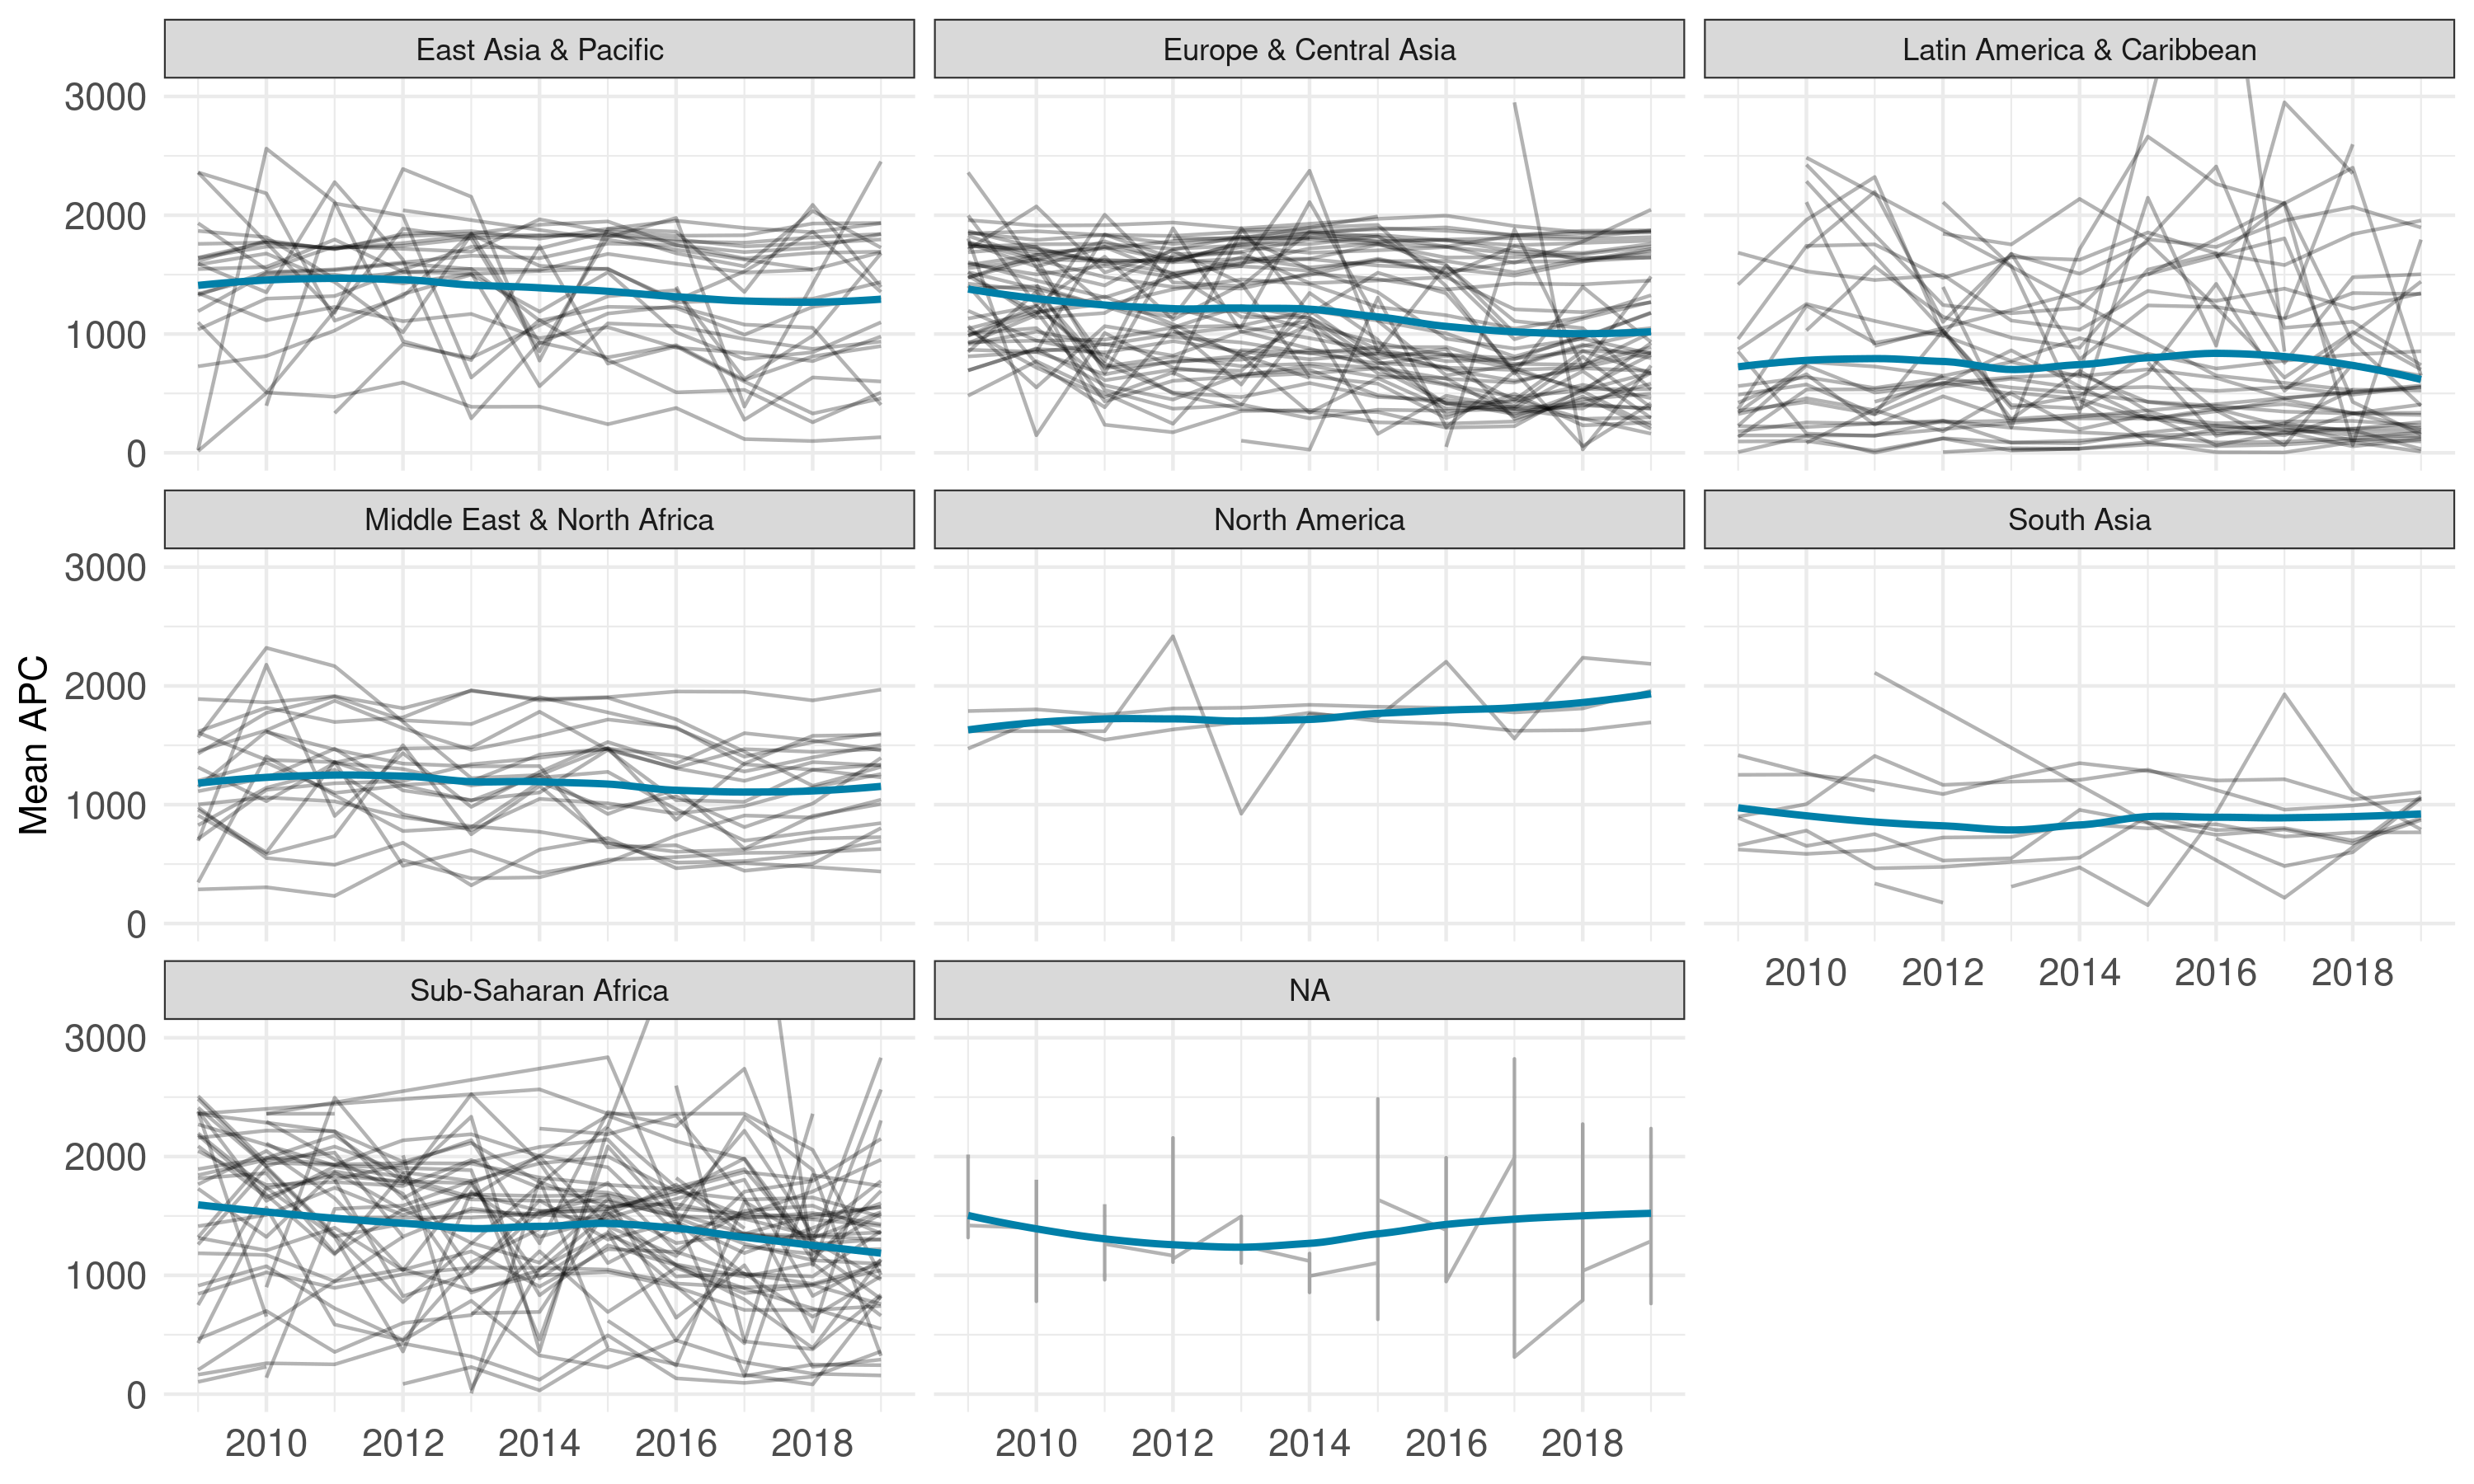 East Asia & Pacific
Europe & Central Asia
Latin America & Caribbean
3000
2000
1000
0
Middle East & North Africa
North America
South Asia
3000
2000
1000
0
2010 2012 2014 2016 2018
Mean APC
Sub-Saharan Africa
NA
3000
2000
1000
0
2010 2012 2014 2016 2018
2010 2012 2014 2016 2018